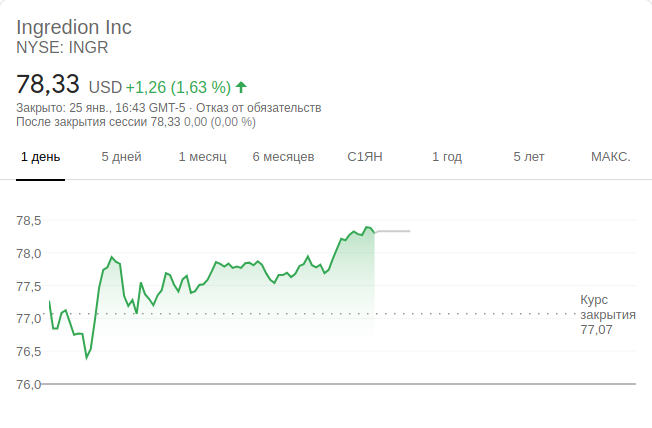 Ingredion Inc
NYSE: INGR
78,33 USD +1,26 (1,63 %)
Закрыто: 25 янв., 16:43 GMT-5 · Отказ от обязательств
После закрытия сессии 78,33 0,00 (0,00 %)
1 день 5 дней 1 месяц 6 месяцев С1ЯН 1 год 5 лет МАКС.
78,5
78,0
77,5
77,0
76,5
76,0
Курс
закрытия
77,07